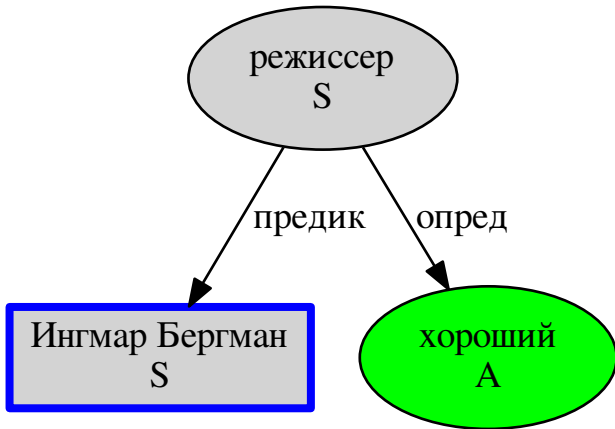 режиссер
S
предик
опред
Ингмар Бергман
S
хороший
A